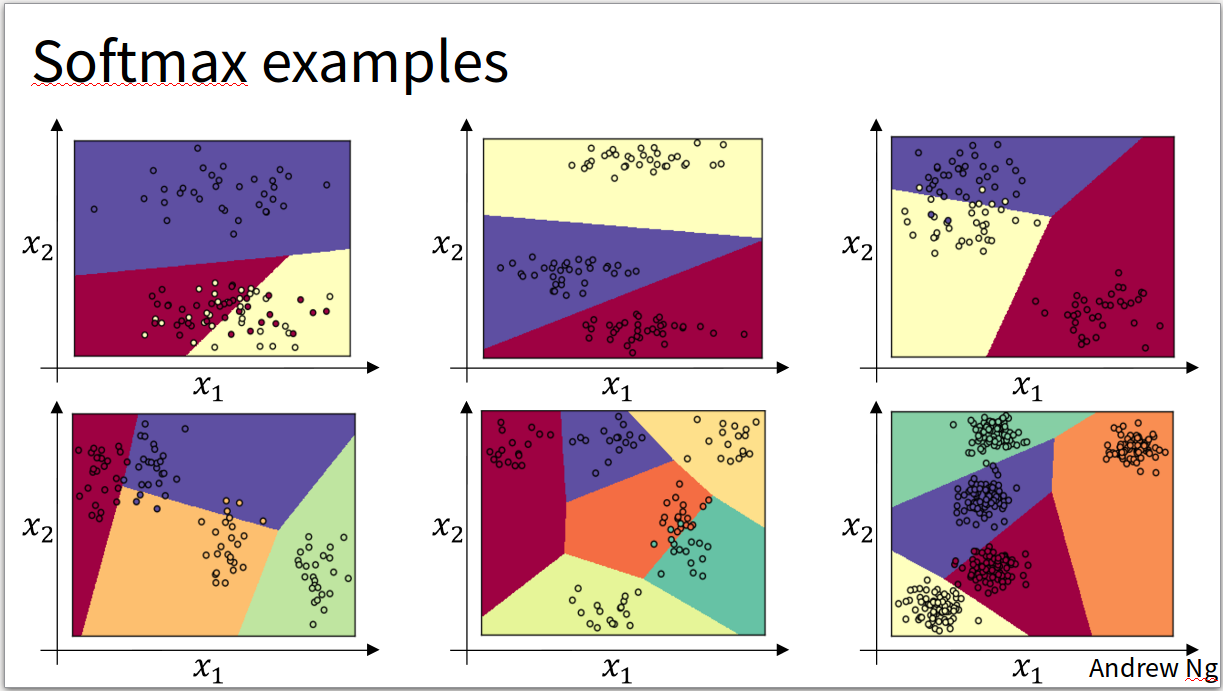 Softmax examples
x₂
x₁
x₂
x₁
x₂
x₁
x₂
x₁
x₂
x₁
x₂
x₁
Andrew Ng